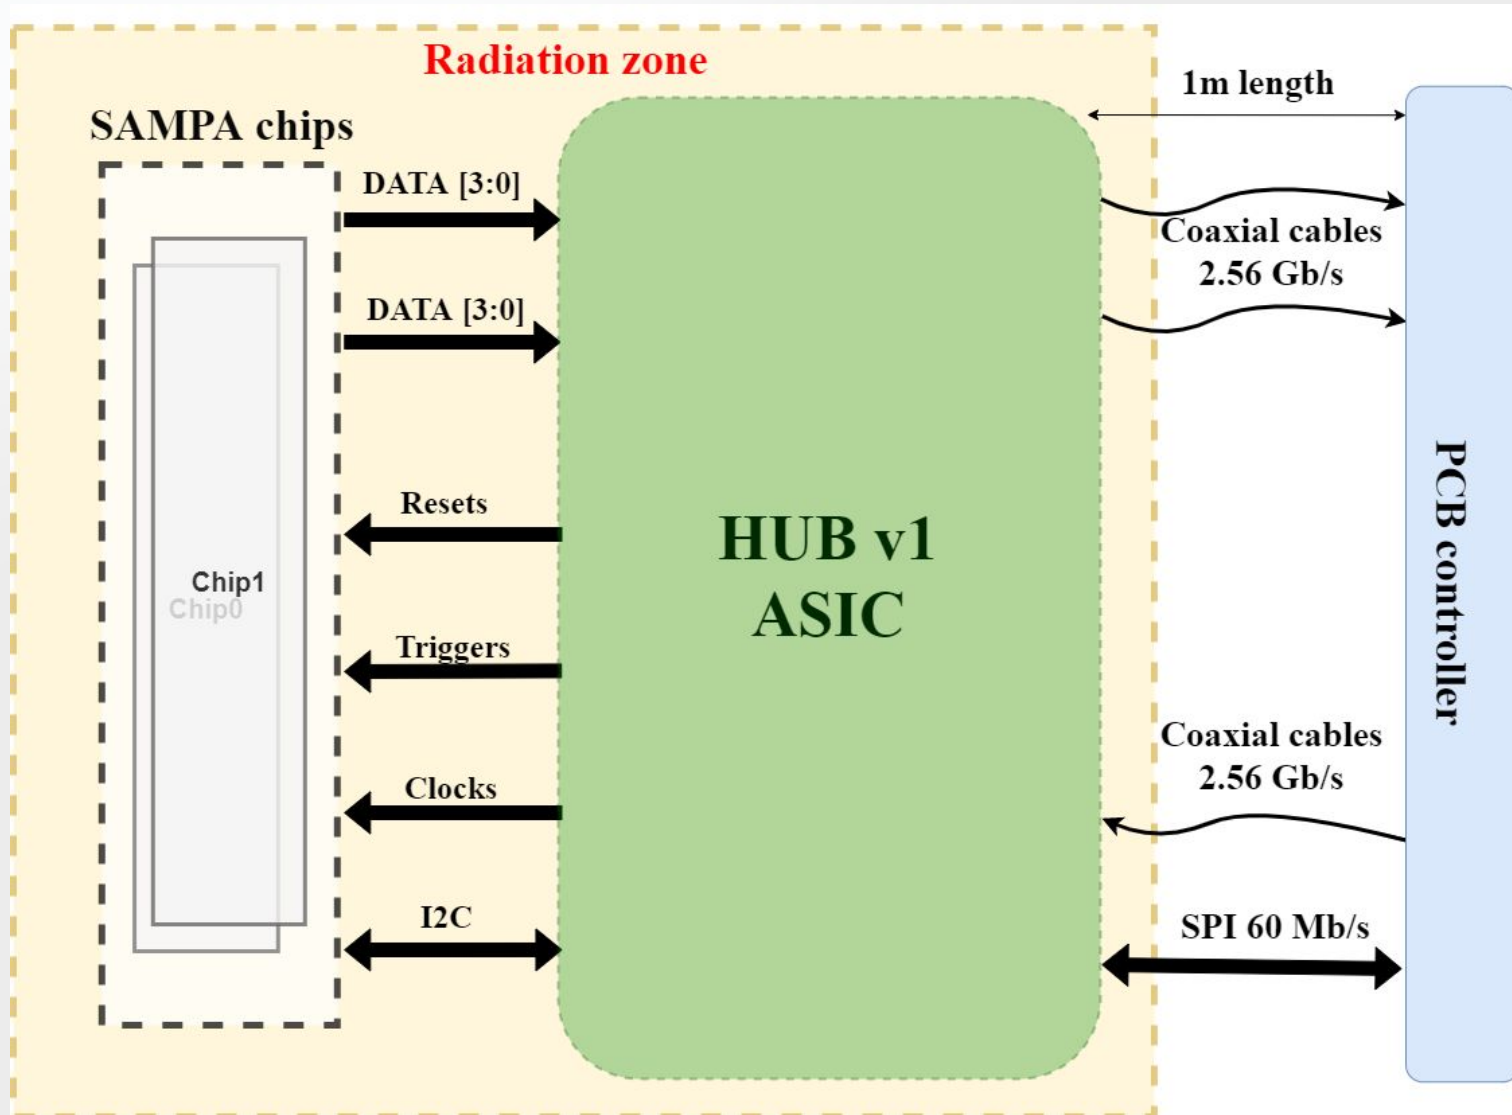 Radiation zone
1m length
SAMPA chips
DATA [3:0]
Coaxial cables
2.56 Gb/s
DATA [3:0]
Resets
HUB v1
ASIC
Chip1
Chip0
PCB controller
Triggers
Coaxial cables
2.56 Gb/s
Clocks
I2C
SPI 60 Mb/s